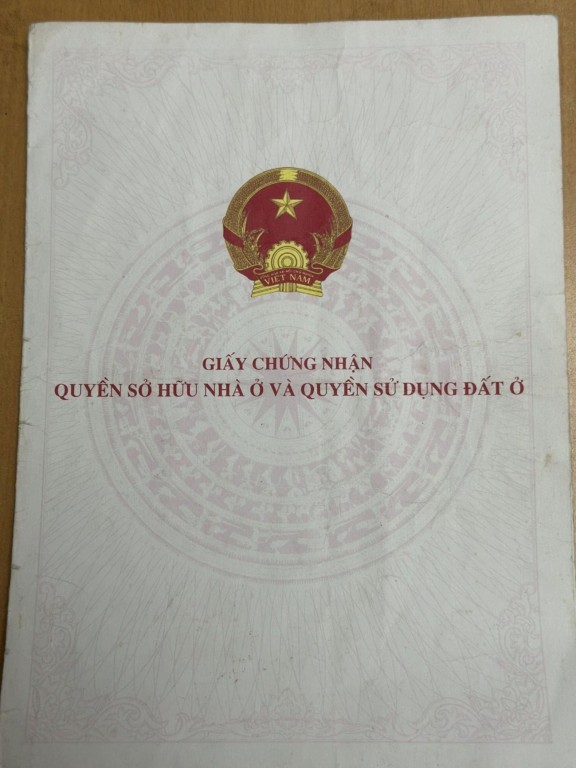 VIỆT NAM
GIẤY CHỨNG NHẬN
QUYỀN SỞ HỮU NHÀ Ở VÀ QUYỀN SỬ DỤNG ĐẤT Ở